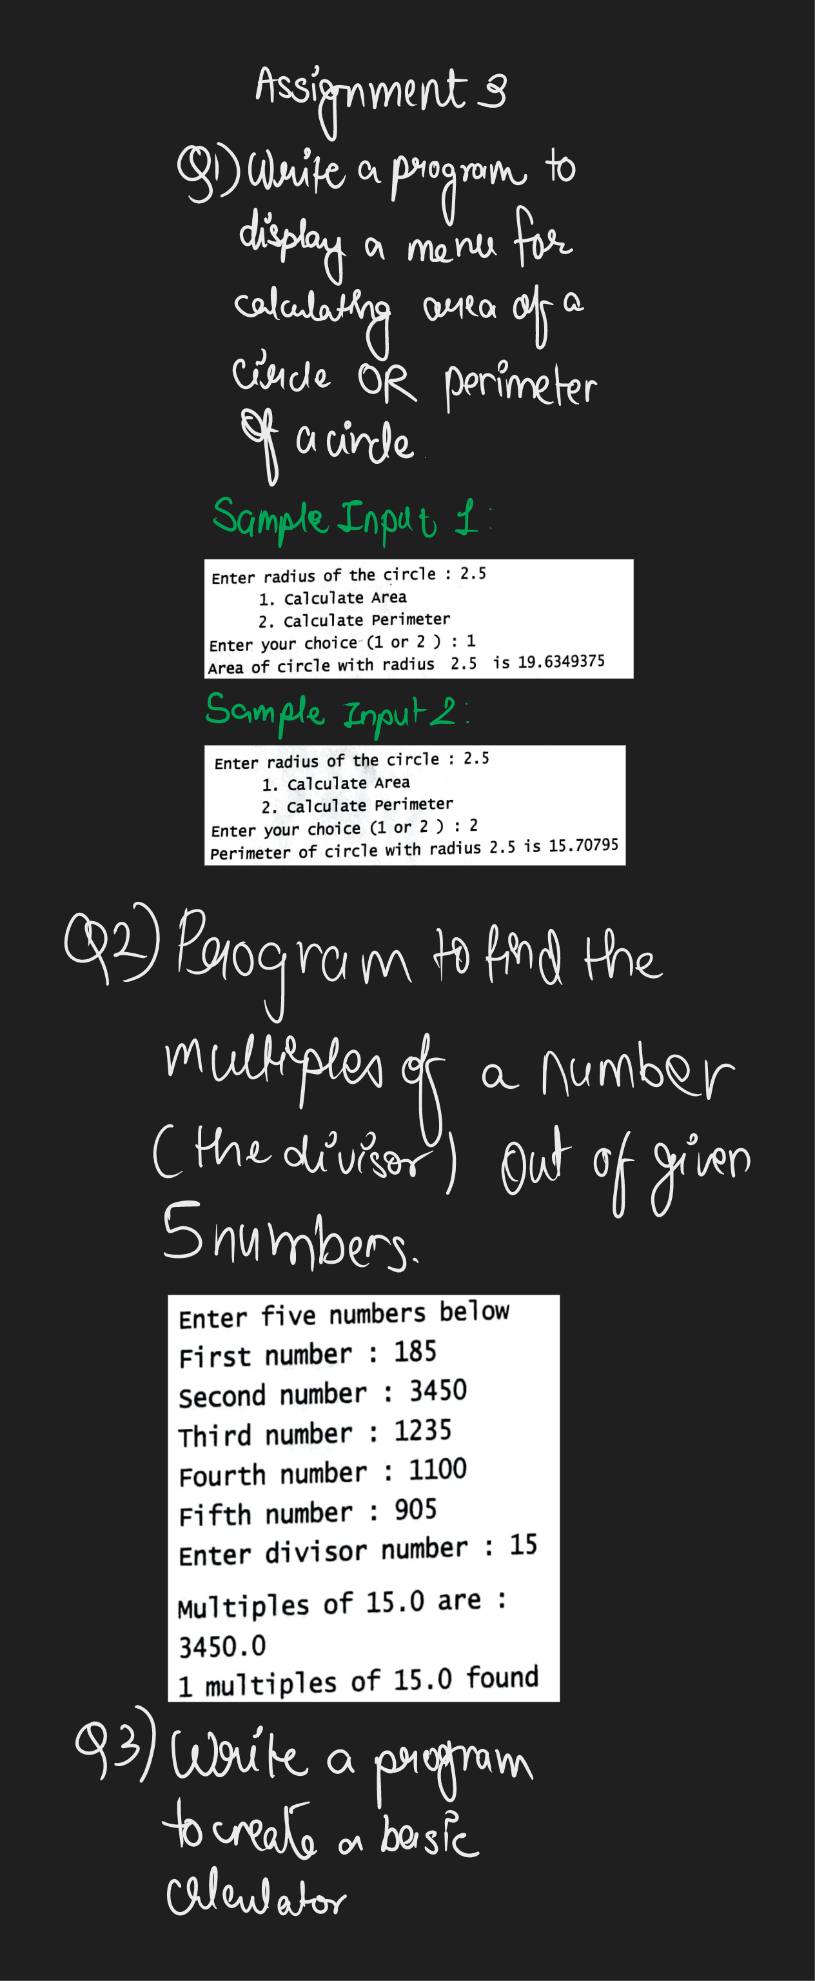 Assignment 3
Q1) Write a program to
display a menu for
calculating area of a
circle OR perimeter
of a circle.
Sample Input 1:
Enter radius of the circle : 2.5
1. Calculate Area
2. Calculate Perimeter
Enter your choice (1 or 2 ) : 1
Area of circle with radius 2.5 is 19.6349375
Sample Input 2:
Enter radius of the circle : 2.5
1. Calculate Area
2. Calculate Perimeter
Enter your choice (1 or 2 ) : 2
Perimeter of circle with radius 2.5 is 15.70795
Q2) Program to find the
multiples of a number
(the divisor) out of given
5 numbers.
Enter five numbers below
First number : 185
Second number : 3450
Third number : 1235
Fourth number : 1100
Fifth number : 905
Enter divisor number : 15
Multiples of 15.0 are :
3450.0
1 multiples of 15.0 found
Q3) Write a program
to create a basic
calculator